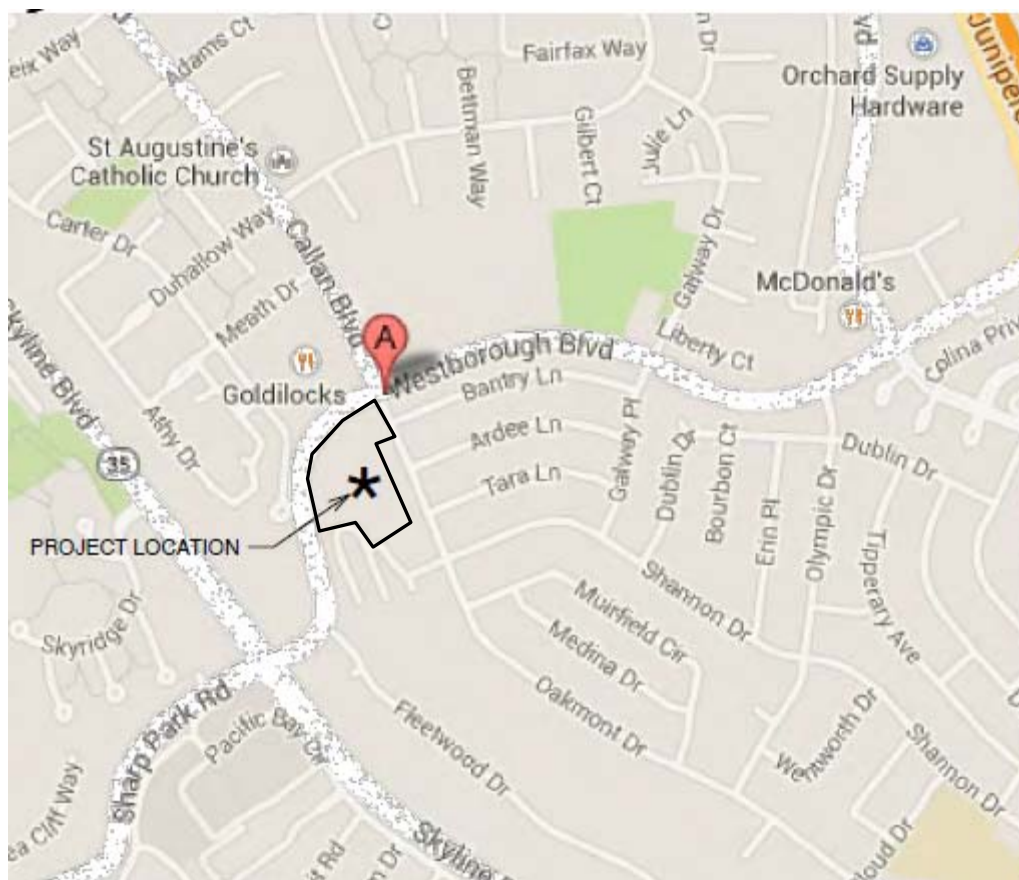 Adams Ct
Fairfax Way
Bettman Way
Gilbert Ct
Julie Ln
Orchard Supply
Hardware
St Augustine's
Catholic Church
Carter Dr
Duhallow Way
Callan Blvd
Meath Dr
Galway Dr
McDonald's
A
Westborough Blvd
Liberty Ct
Goldilocks
Bantry Ln
Ardee Ln
Tara Ln
Galway Pl
Dublin Dr
Bourbon Ct
Erin Pl
Olympic Dr
Dublin Dr
Tipperary Ave
Skyline Blvd
35
Athy Dr
*
PROJECT LOCATION
Shannon Dr
Muirfield Cir
Medina Dr
Oakmont Dr
Skyridge Dr
Sharp Park Rd
Pacific Bay Dr
Fleetwood Dr
Wentworth Dr
Shannon Dr
Skyline